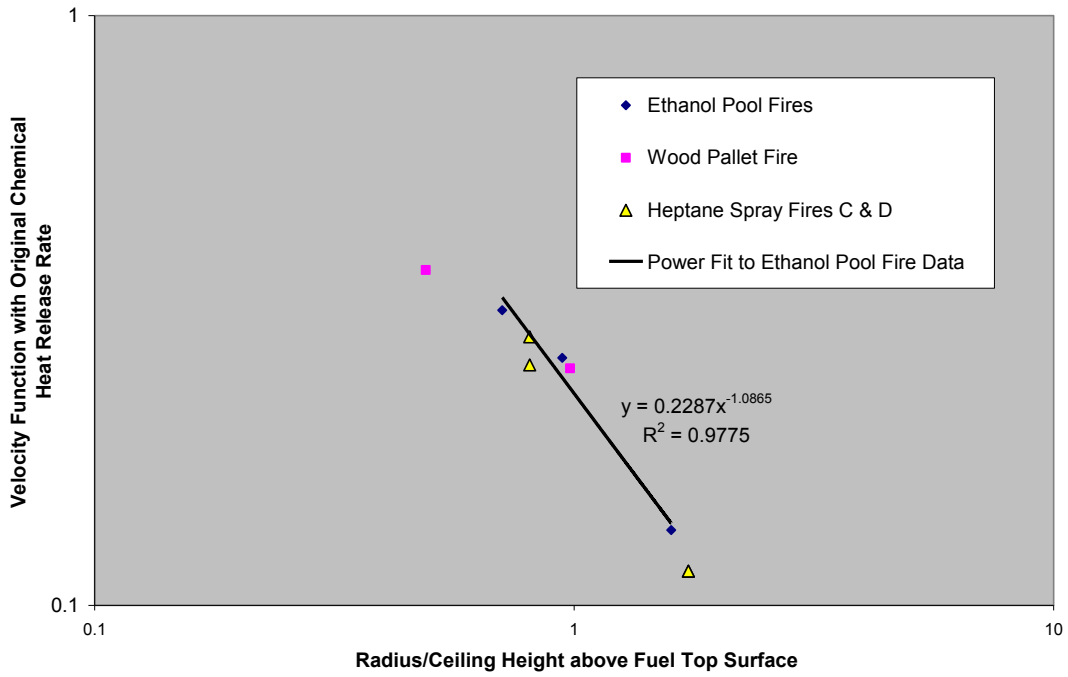 1
0.1
0.1
1
10
Velocity Function with Original Chemical
Heat Release Rate
Radius/Ceiling Height above Fuel Top Surface
Ethanol Pool Fires
Wood Pallet Fire
Heptane Spray Fires C & D
Power Fit to Ethanol Pool Fire Data
y = 0.2287x^-1.0865
R^2 = 0.9775